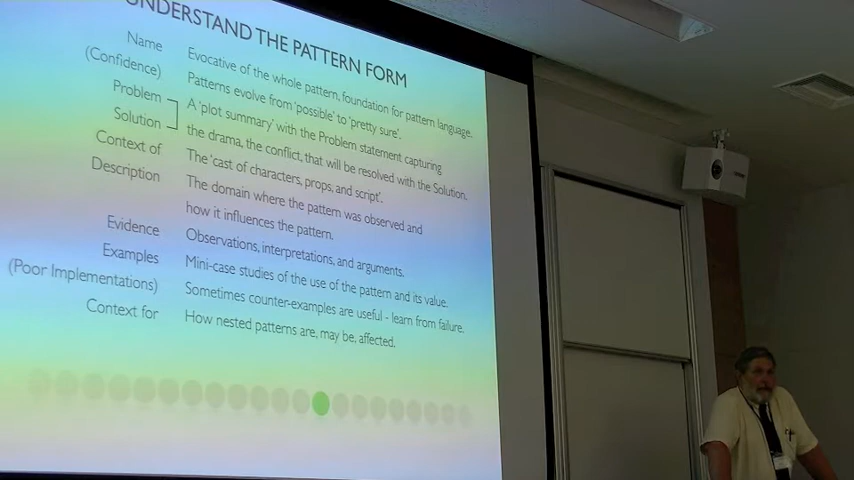 UNDERSTAND THE PATTERN FORM
Name Evocative of the whole pattern, foundation for pattern language.
(Confidence) Patterns evolve from 'possible' to 'pretty sure'.
Problem A 'plot summary' with the Problem statement capturing
Solution the drama, the conflict, that will be resolved with the Solution.
Context of The 'cast of characters, props, and script'.
Description The domain where the pattern was observed and
how it influences the pattern.
Evidence Observations, interpretations, and arguments.
Examples Mini-case studies of the use of the pattern and its value.
(Poor Implementations) Sometimes counter-examples are useful - learn from failure.
Context for How nested patterns are, may be, affected.